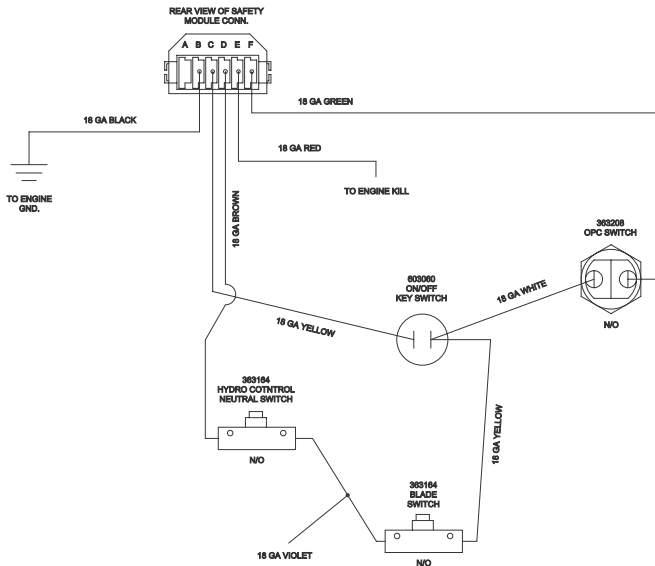 REAR VIEW OF SAFETY
MODULE CONN.
A B C D E F
18 GA GREEN
18 GA BLACK
18 GA RED
TO ENGINE
GND.
TO ENGINE KILL
18 GA BROWN
363208
OPC SWITCH
603060
ON/OFF
KEY SWITCH
18 GA WHITE
N/O
18 GA YELLOW
363164
HYDRO COTNTROL
NEUTRAL SWITCH
N/O
18 GA YELLOW
363164
BLADE
SWITCH
18 GA VIOLET
N/O